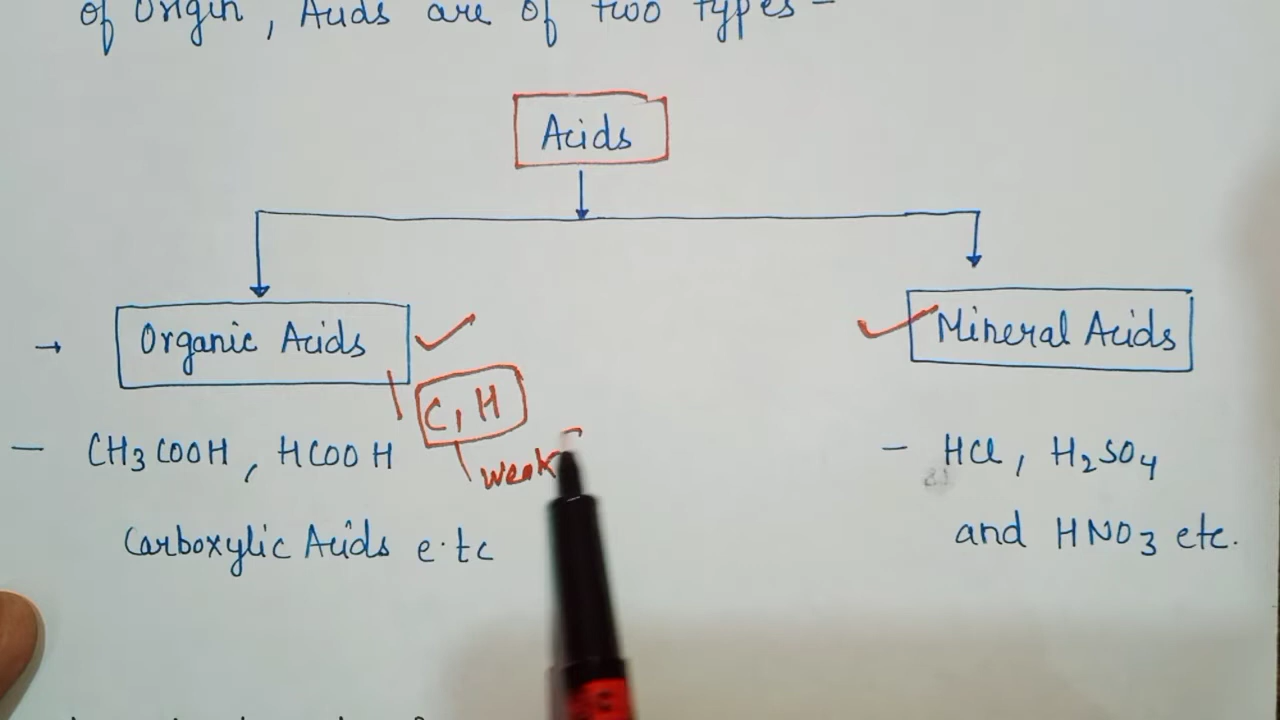 of origin, Acids are of two types -
Acids
Organic Acids
Mineral Acids
C, H
- CH3COOH, HCOOH
weak
- HCl, H2SO4
Carboxylic Acids e.tc
and HNO3 etc.